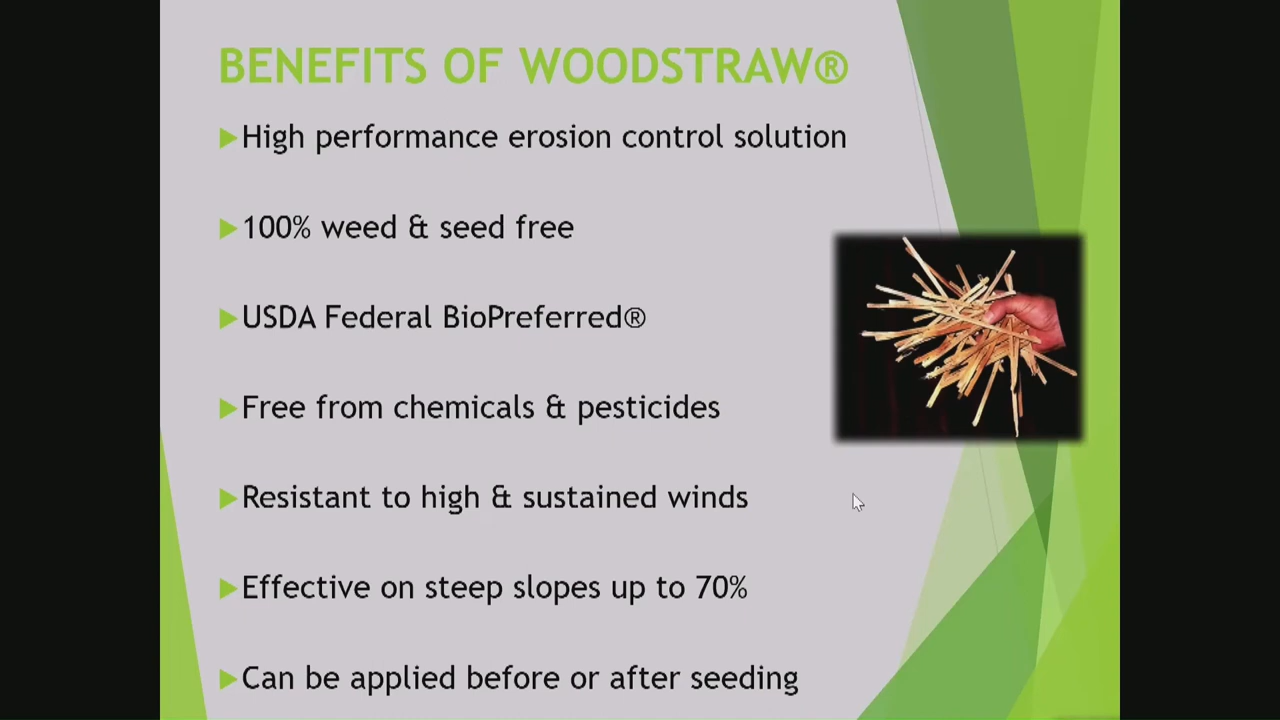 BENEFITS OF WOODSTRAW®
High performance erosion control solution
100% weed & seed free
USDA Federal BioPreferred®
Free from chemicals & pesticides
Resistant to high & sustained winds
Effective on steep slopes up to 70%
Can be applied before or after seeding